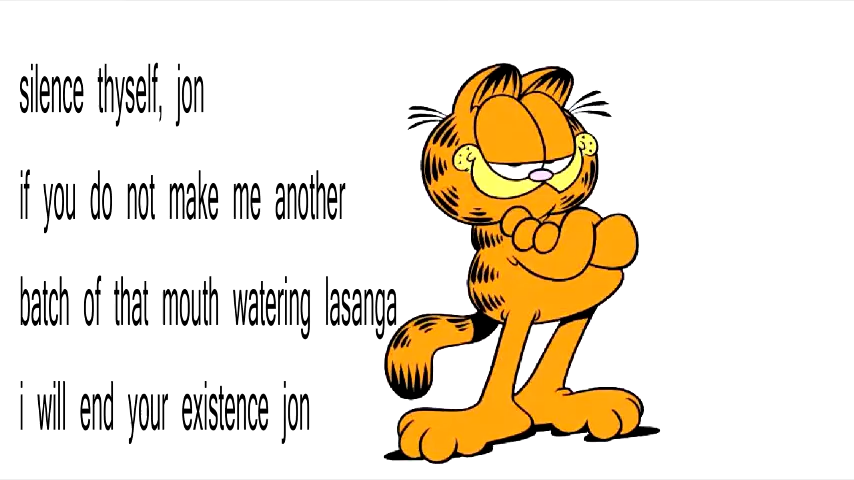 silence thyself, jon
if you do not make me another
batch of that mouth watering lasanga
i will end your existence jon